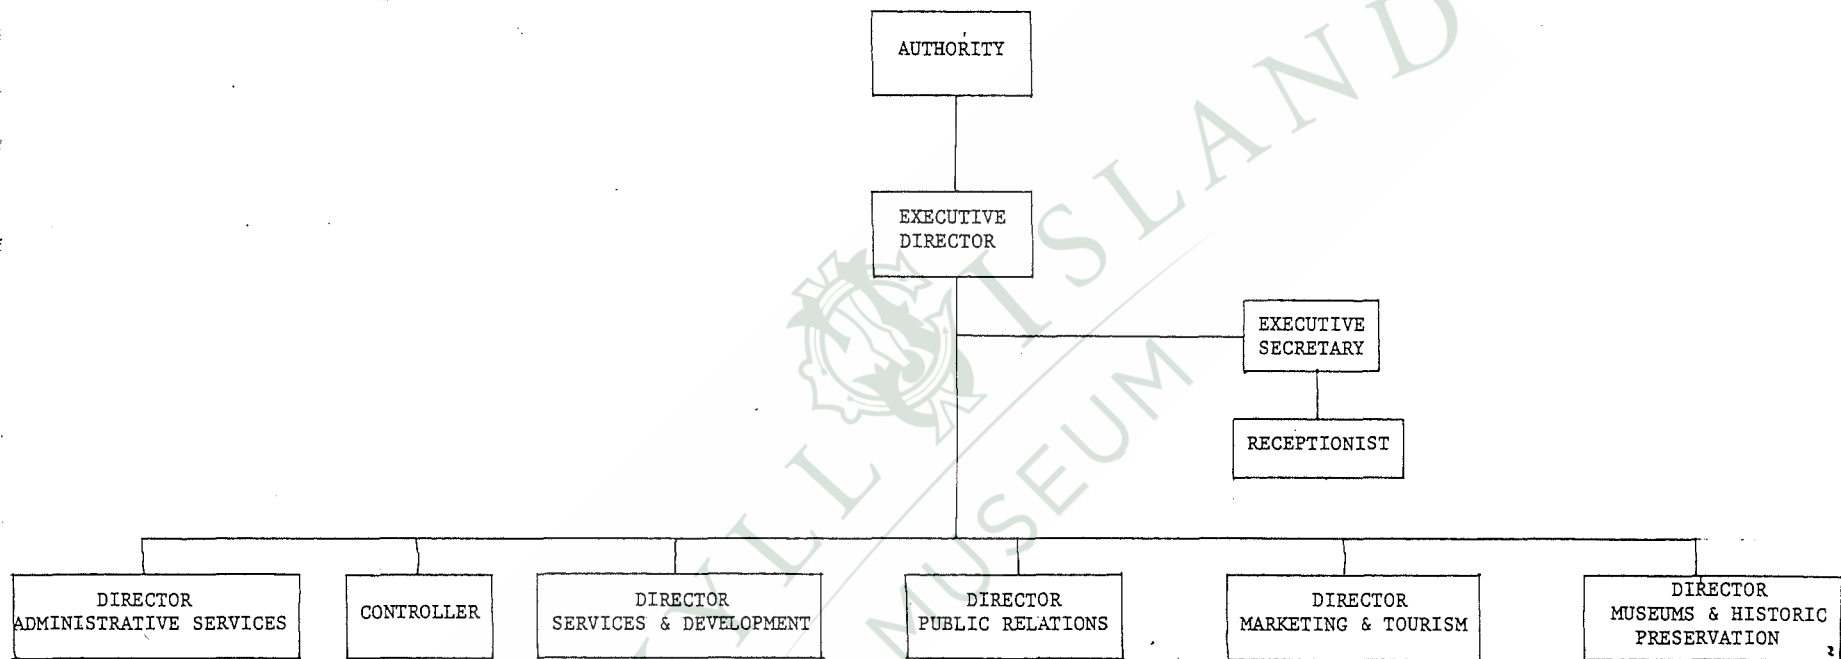 AUTHORITY
EXECUTIVE
DIRECTOR
EXECUTIVE
SECRETARY
RECEPTIONIST
DIRECTOR
ADMINISTRATIVE SERVICES
CONTROLLER
DIRECTOR
SERVICES & DEVELOPMENT
DIRECTOR
PUBLIC RELATIONS
DIRECTOR
MARKETING & TOURISM
DIRECTOR
MUSEUMS & HISTORIC
PRESERVATION
ISLAND
MUSEUM